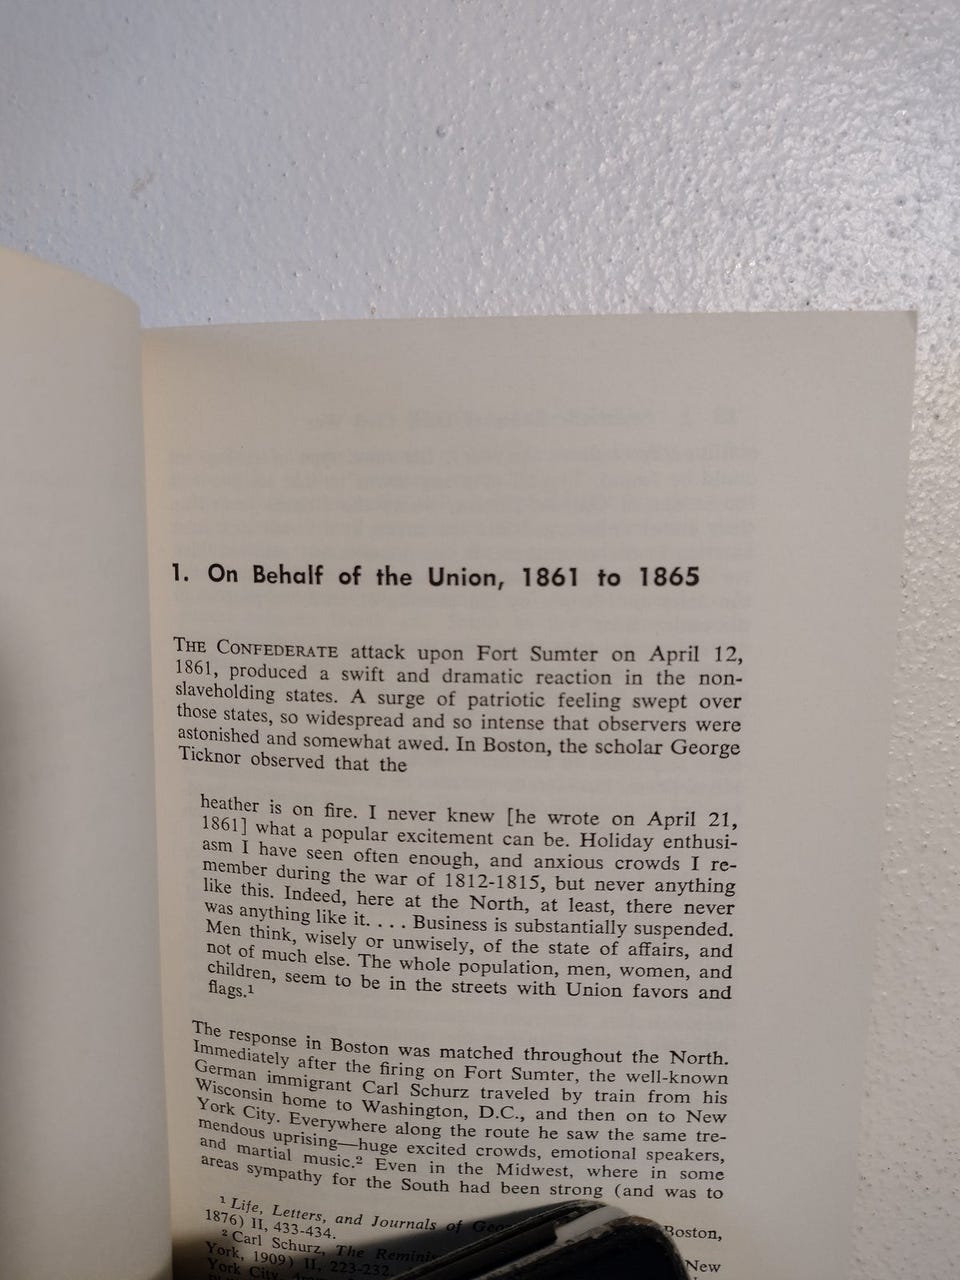 1. On Behalf of the Union, 1861 to 1865
THE CONFEDERATE attack upon Fort Sumter on April 12,
1861, produced a swift and dramatic reaction in the non-
slaveholding states. A surge of patriotic feeling swept over
those states, so widespread and so intense that observers were
astonished and somewhat awed. In Boston, the scholar George
Ticknor observed that the
heather is on fire. I never knew [he wrote on April 21,
1861] what a popular excitement can be. Holiday enthusi-
asm I have seen often enough, and anxious crowds I re-
member during the war of 1812-1815, but never anything
like this. Indeed, here at the North, at least, there never
was anything like it. . . . Business is substantially suspended.
Men think, wisely or unwisely, of the state of affairs, and
not of much else. The whole population, men, women, and
children, seem to be in the streets with Union favors and
flags.¹
The response in Boston was matched throughout the North.
Immediately after the firing on Fort Sumter, the well-known
German immigrant Carl Schurz traveled by train from his
Wisconsin home to Washington, D.C., and then on to New
York City. Everywhere along the route he saw the same tre-
mendous uprising—huge excited crowds, emotional speakers,
and martial music.² Even in the Midwest, where in some
areas sympathy for the South had been strong (and was to
¹ Life, Letters, and Journals of Boston,
1876) II, 433-434.
² Carl Schurz, The New
York, 1909) II, 223-232.
York City